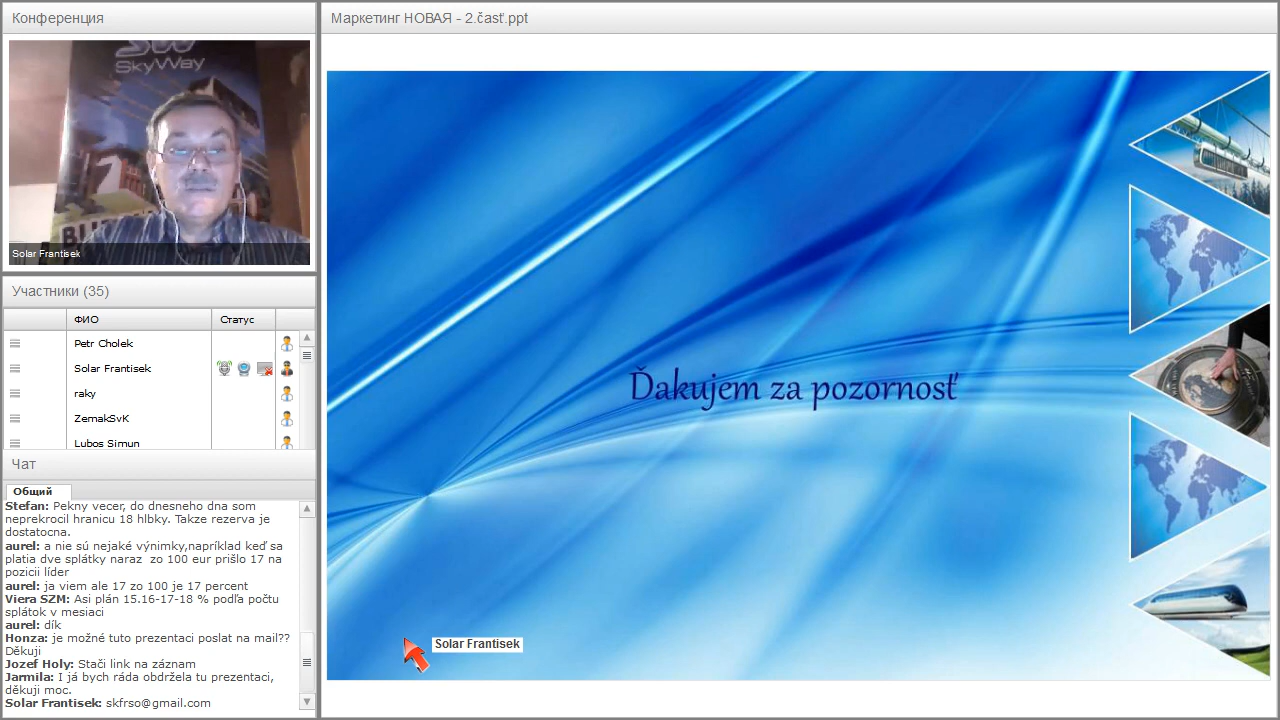 Конференция
SkyWay
Solar Frantisek
Участники (35)
ФИО
Статус
Petr Cholek
Solar Frantisek
raky
ZemakSvK
Lubos Simun
Чат
Общий
Stefan: Pekny vecer, do dnesneho dna som
neprekrocil hranicu 18 hlbky. Takze rezerva je
dostatocna.
aurel: a nie sú nejaké výnimky,napríklad keď sa
platia dve splátky naraz  zo 100 eur prišlo 17 na
pozicii líder
aurel: ja viem ale 17 zo 100 je 17 percent
Viera SZM: Asi plán 15.16-17-18 % podľa počtu
splátok v mesiaci
aurel: dík
Honza: je možné tuto prezentaci poslat na mail??
Děkuji
Jozef Holy: Stačí link na záznam
Jarmila: I já bych ráda obdržela tu prezentaci,
děkuji moc.
Solar Frantisek: skfrso@gmail.com
Маркетинг НОВАЯ - 2.časť.ppt
Ďakujem za pozornosť
Solar Frantisek